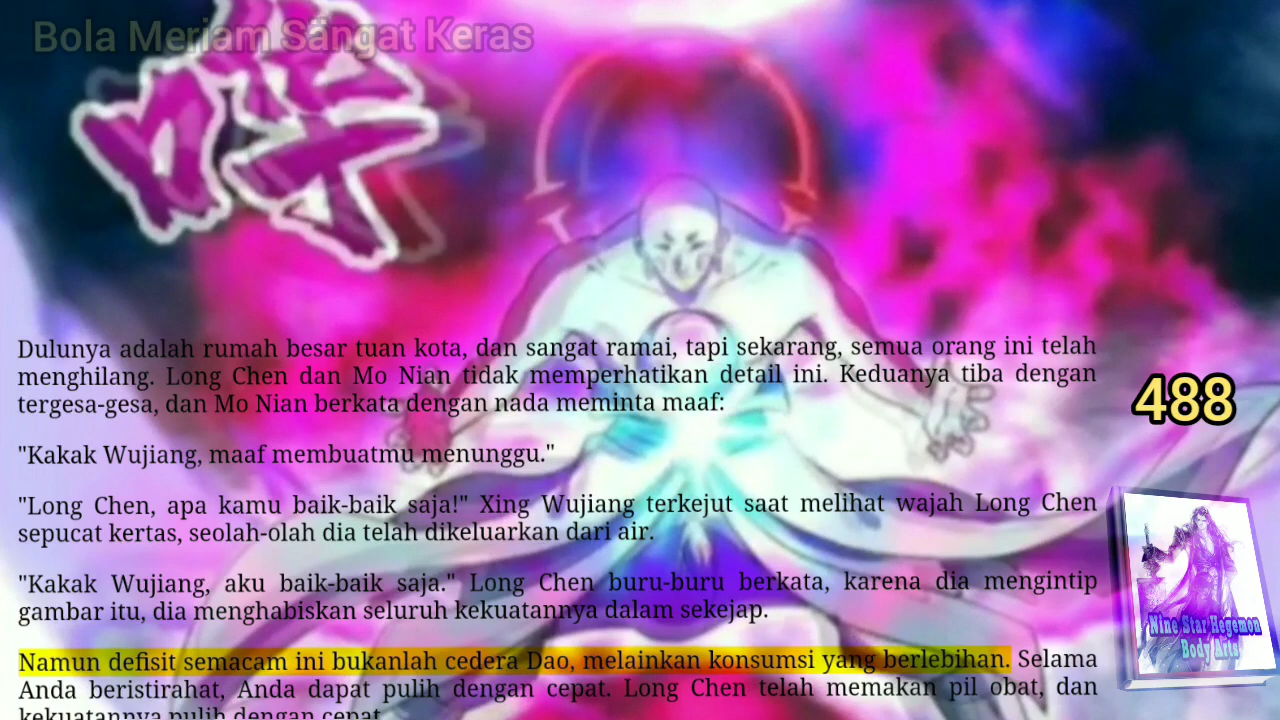 Bola Meriam Sangat Keras
Dulunya adalah rumah besar tuan kota, dan sangat ramai, tapi sekarang, semua orang ini telah
menghilang. Long Chen dan Mo Nian tidak memperhatikan detail ini. Keduanya tiba dengan
tergesa-gesa, dan Mo Nian berkata dengan nada meminta maaf:
488
"Kakak Wujiang, maaf membuatmu menunggu."
"Long Chen, apa kamu baik-baik saja!" Xing Wujiang terkejut saat melihat wajah Long Chen
sepucat kertas, seolah-olah dia telah dikeluarkan dari air.
"Kakak Wujiang, aku baik-baik saja." Long Chen buru-buru berkata, karena dia mengintip
gambar itu, dia menghabiskan seluruh kekuatannya dalam sekejap.
Nine Star Hegemon
Body Arts
Namun defisit semacam ini bukanlah cedera Dao, melainkan konsumsi yang berlebihan. Selama
Anda beristirahat, Anda dapat pulih dengan cepat. Long Chen telah memakan pil obat, dan
kekuatannya pulih dengan cepat.